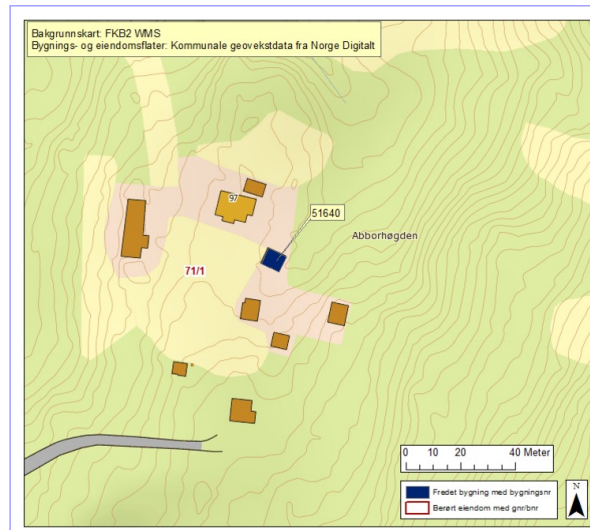 Bakgrunnskart: FKB2 WMS
Bygnings- og eiendomsflater: Kommunale geovekstdata fra Norge Digitalt
97
51640
Abborhøgden
71/1
0 10 20 40 Meter
N
Fredet bygning med bygningsnr
Berørt eiendom med gnr/bnr